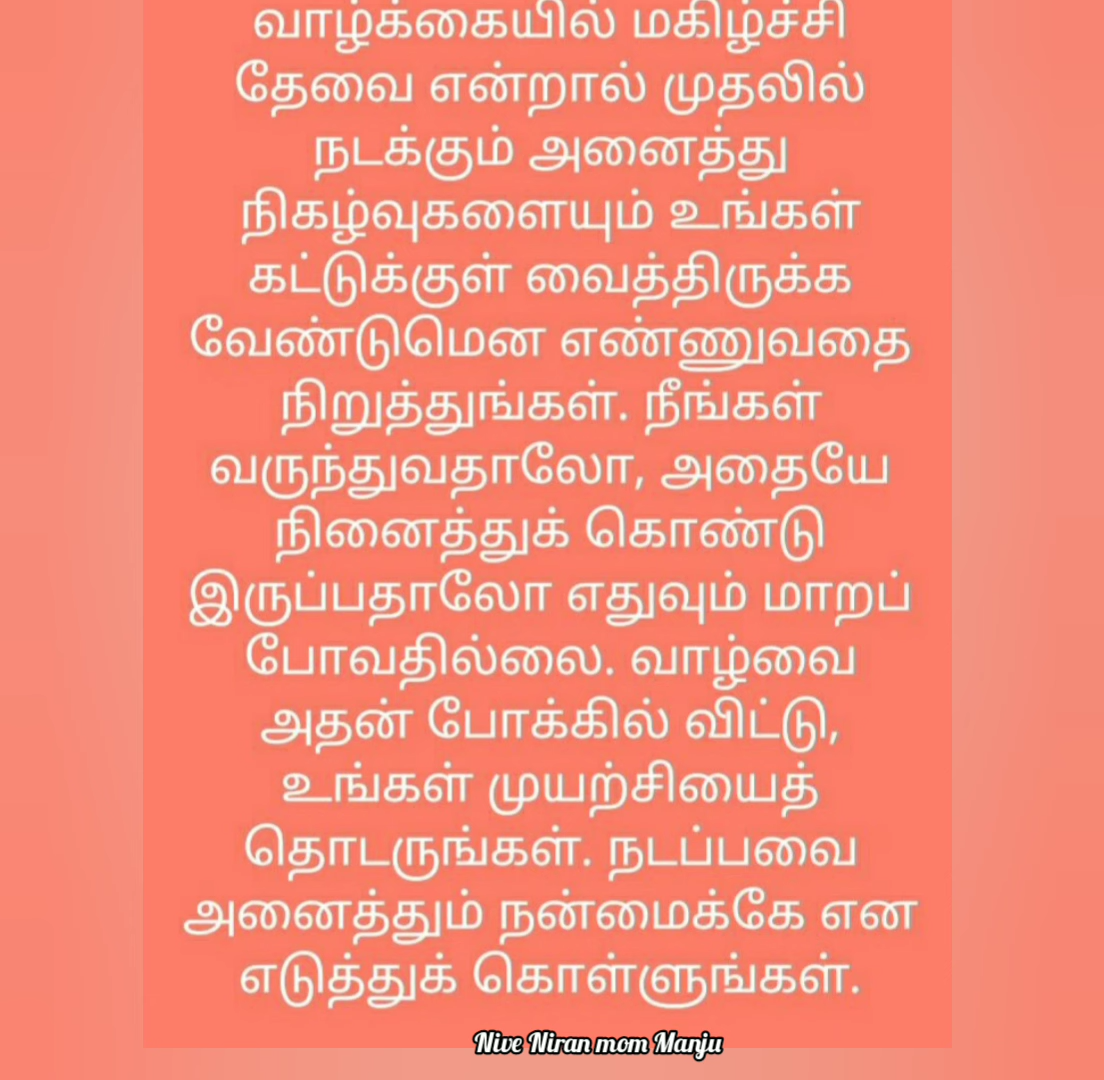 வாழ்க்கையில் மகிழ்ச்சி
தேவை என்றால் முதலில்
நடக்கும் அனைத்து
நிகழ்வுகளையும் உங்கள்
கட்டுக்குள் வைத்திருக்க
வேண்டுமென எண்ணுவதை
நிறுத்துங்கள். நீங்கள்
வருந்துவதாலோ, அதையே
நினைத்துக் கொண்டு
இருப்பதாலோ எதுவும் மாறப்
போவதில்லை. வாழ்வை
அதன் போக்கில் விட்டு,
உங்கள் முயற்சியைத்
தொடருங்கள். நடப்பவை
அனைத்தும் நன்மைக்கே என
எடுத்துக் கொள்ளுங்கள்.
Nive Niran mom Manju